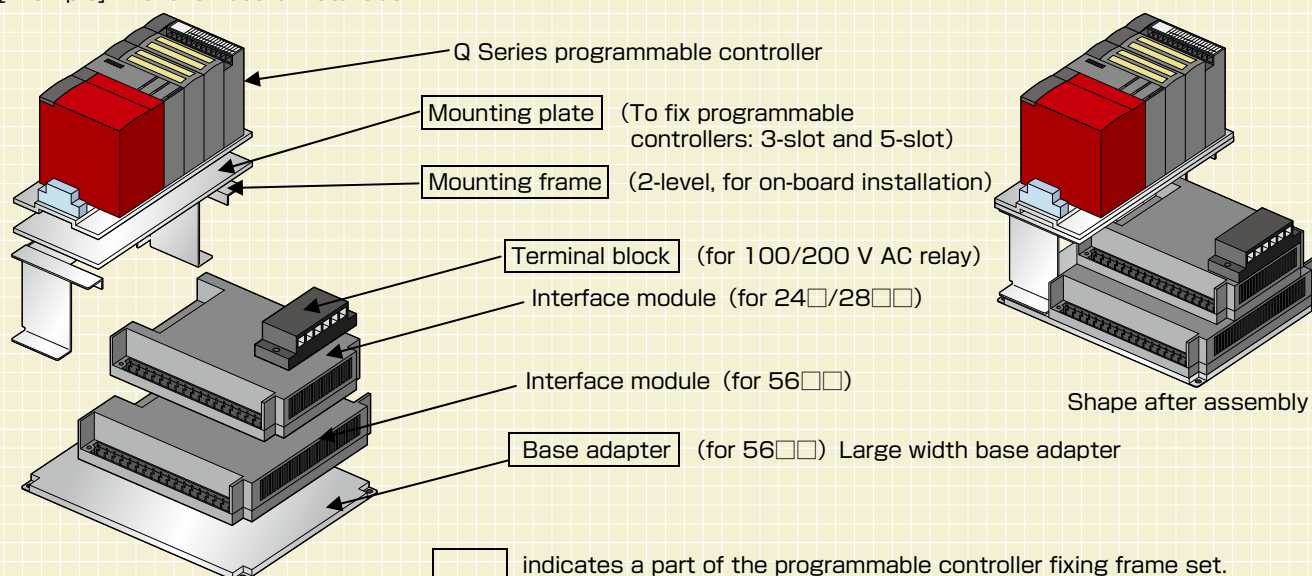 Q Series programmable controller
Mounting plate (To fix programmable
controllers: 3-slot and 5-slot)
Mounting frame (2-level, for on-board installation)
Terminal block (for 100/200 V AC relay)
Interface module (for 24□/28□□)
Interface module (for 56□□)
Shape after assembly
Base adapter (for 56□□) Large width base adapter
indicates a part of the programmable controller fixing frame set.